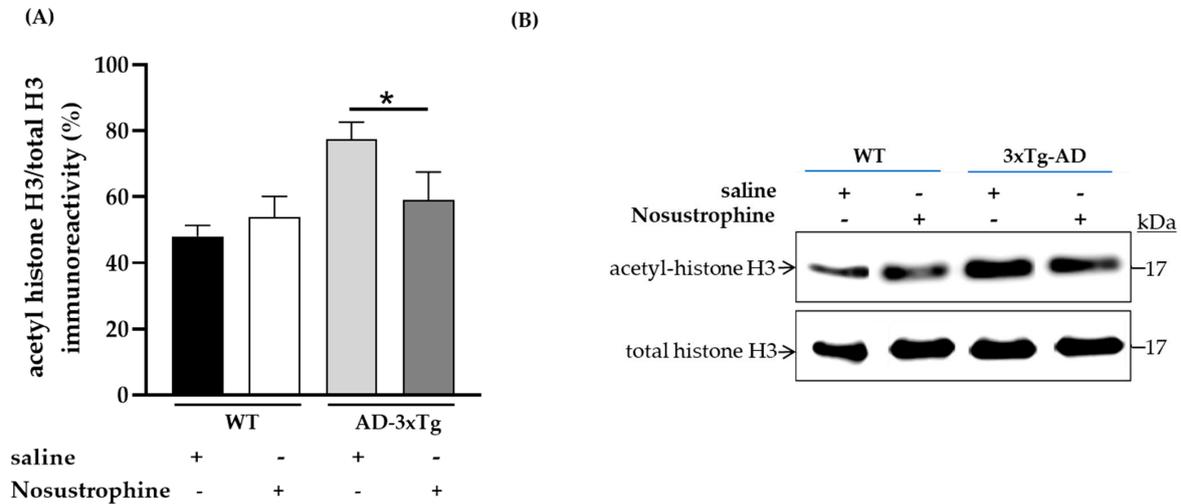 (A)
acetyl histone H3/total H3
immunoreactivity (%)
100
80
60
40
20
0
*
WT AD-3xTg
saline + - + -
Nosustrophine - + - +
(B)
WT 3xTg-AD
saline + - + -
Nosustrophine - + - +
kDa
acetyl-histone H3 17
total histone H3 17